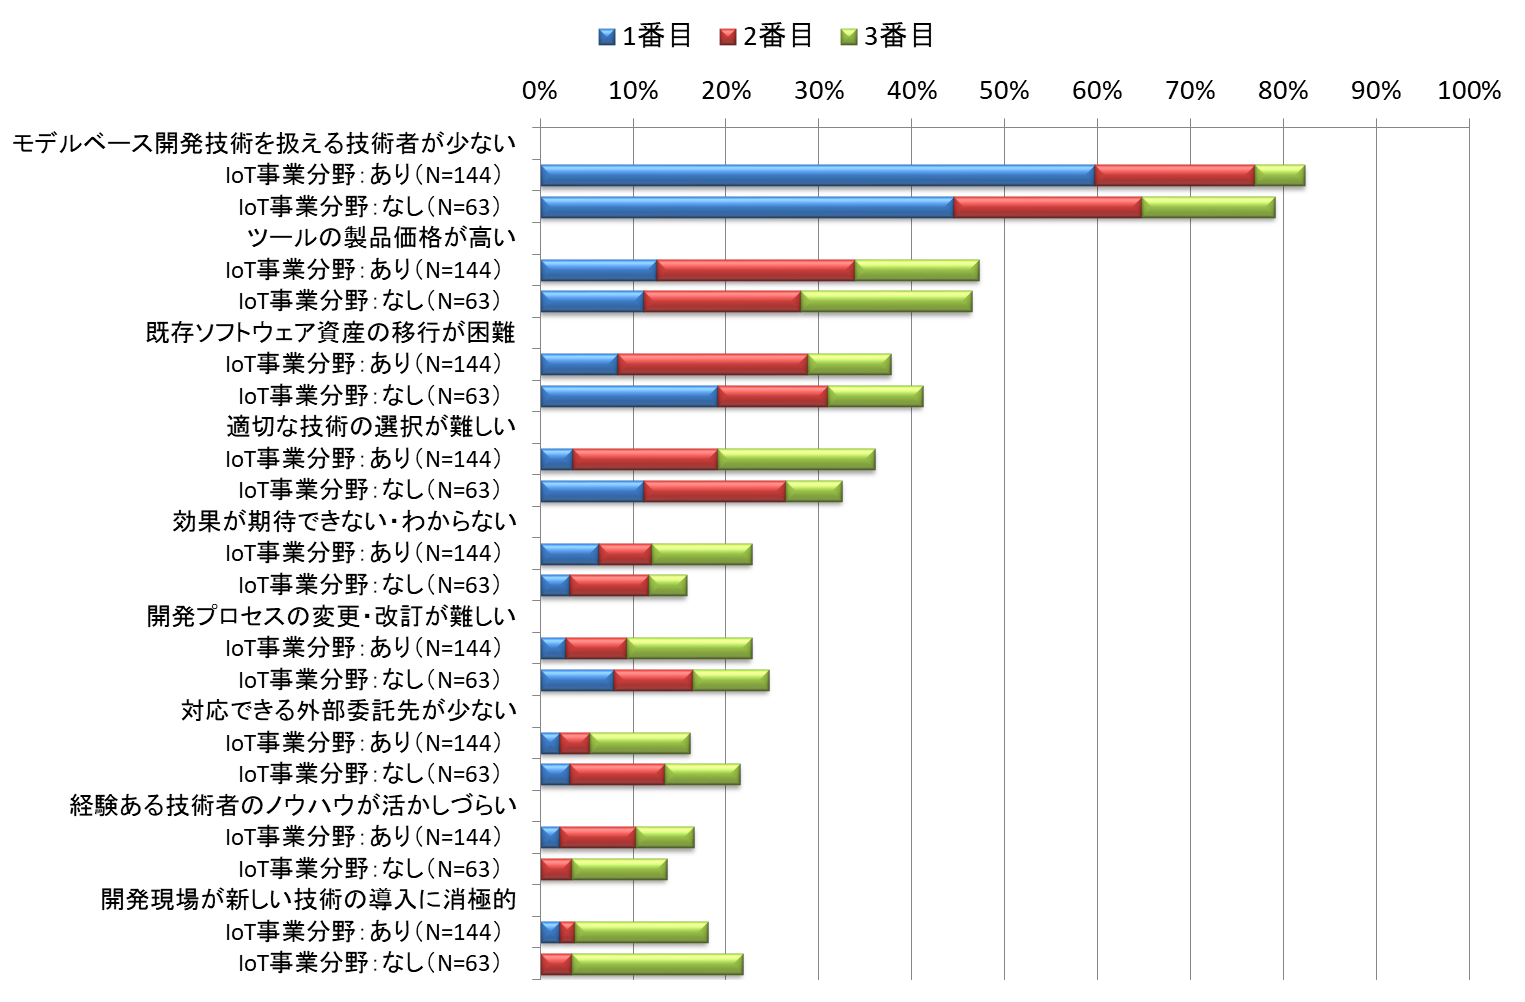 1番目 2番目 3番目
0% 10% 20% 30% 40% 50% 60% 70% 80% 90% 100%
モデルベース開発技術を扱える技術者が少ない
IoT事業分野：あり（N=144）
IoT事業分野：なし（N=63）
ツールの製品価格が高い
IoT事業分野：あり（N=144）
IoT事業分野：なし（N=63）
既存ソフトウェア資産の移行が困難
IoT事業分野：あり（N=144）
IoT事業分野：なし（N=63）
適切な技術の選択が難しい
IoT事業分野：あり（N=144）
IoT事業分野：なし（N=63）
効果が期待できない・わからない
IoT事業分野：あり（N=144）
IoT事業分野：なし（N=63）
開発プロセスの変更・改訂が難しい
IoT事業分野：あり（N=144）
IoT事業分野：なし（N=63）
対応できる外部委託先が少ない
IoT事業分野：あり（N=144）
IoT事業分野：なし（N=63）
経験ある技術者のノウハウが活かしづらい
IoT事業分野：あり（N=144）
IoT事業分野：なし（N=63）
開発現場が新しい技術の導入に消極的
IoT事業分野：あり（N=144）
IoT事業分野：なし（N=63）